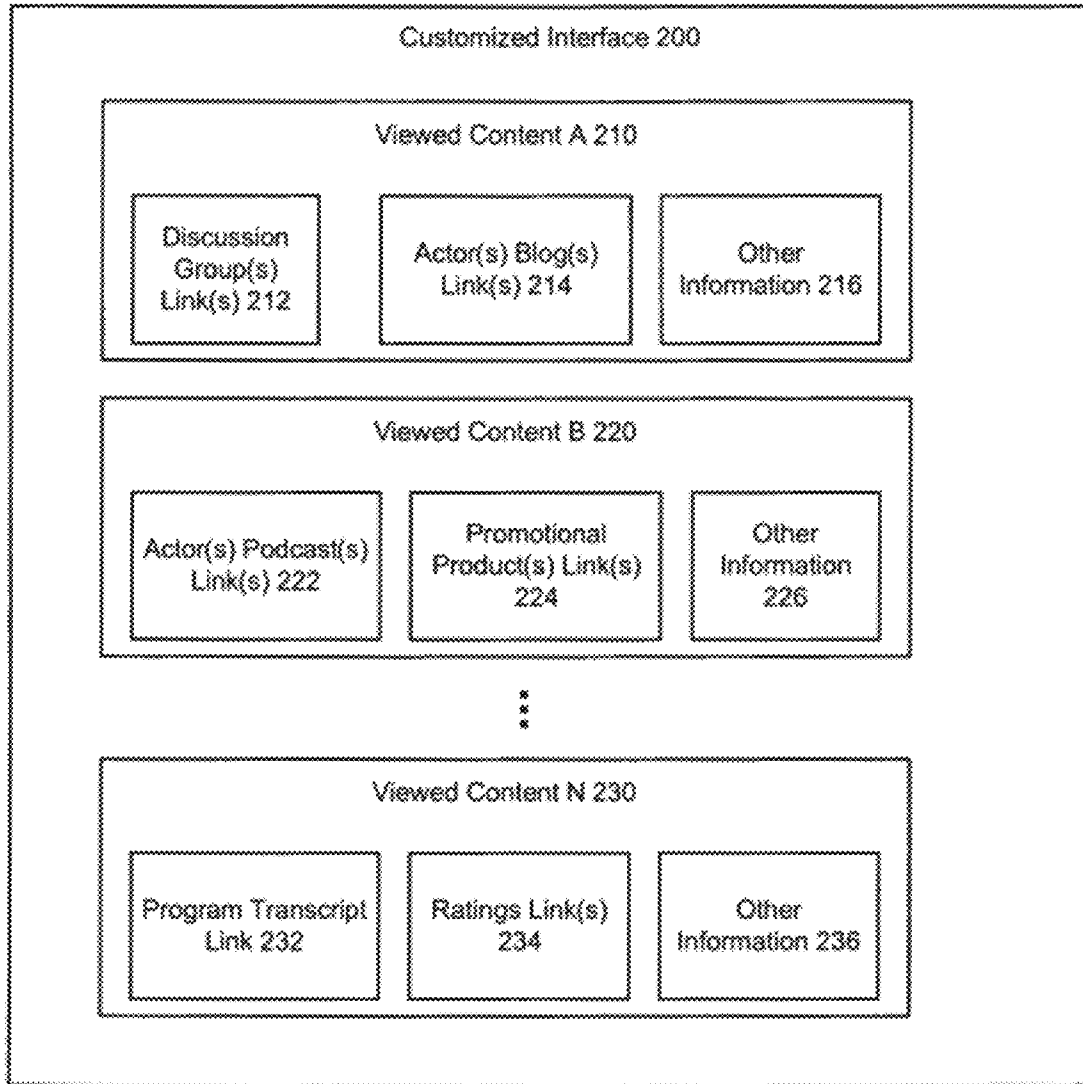 Customized Interface 200
Viewed Content A 210
Discussion
Group(s)
Link(s) 212
Actor(s) Blog(s)
Link(s) 214
Other
Information 216
Viewed Content B 220
Actor(s) Podcast(s)
Link(s) 222
Promotional
Product(s) Link(s)
224
Other
Information
226
Viewed Content N 230
Program Transcript
Link 232
Ratings Link(s)
234
Other
Information 236